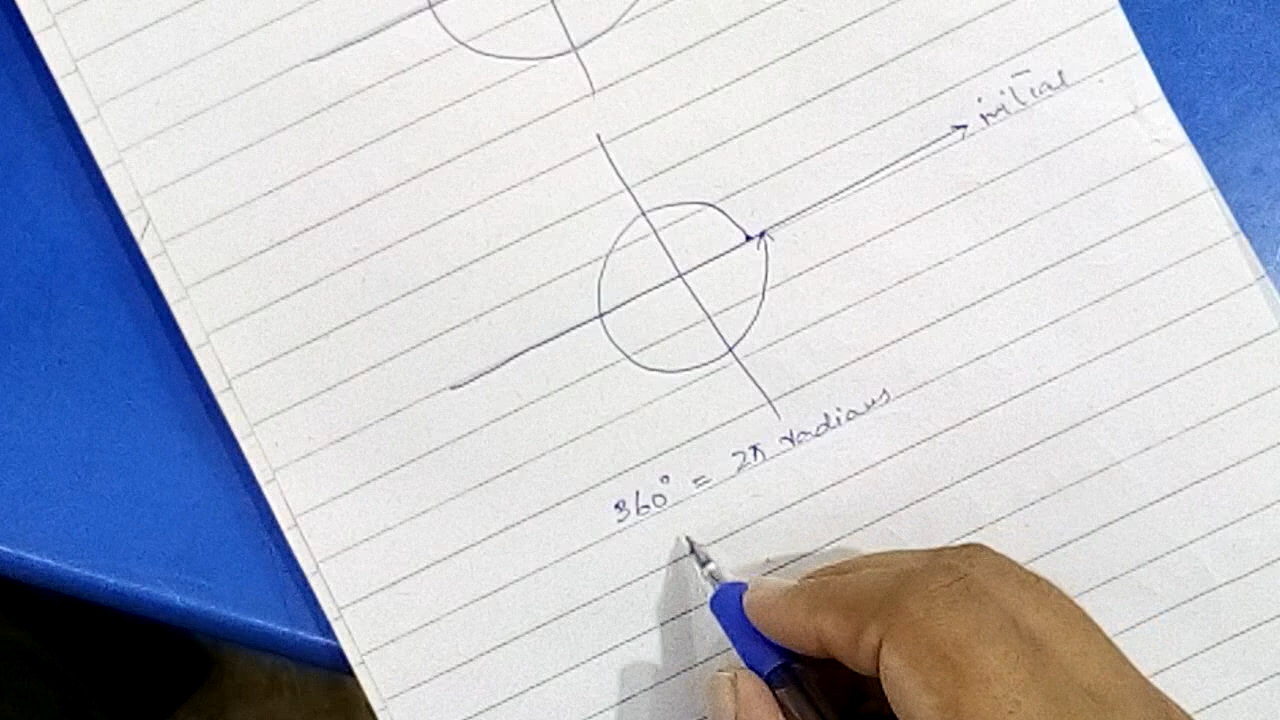 initial
360° = 2π radians